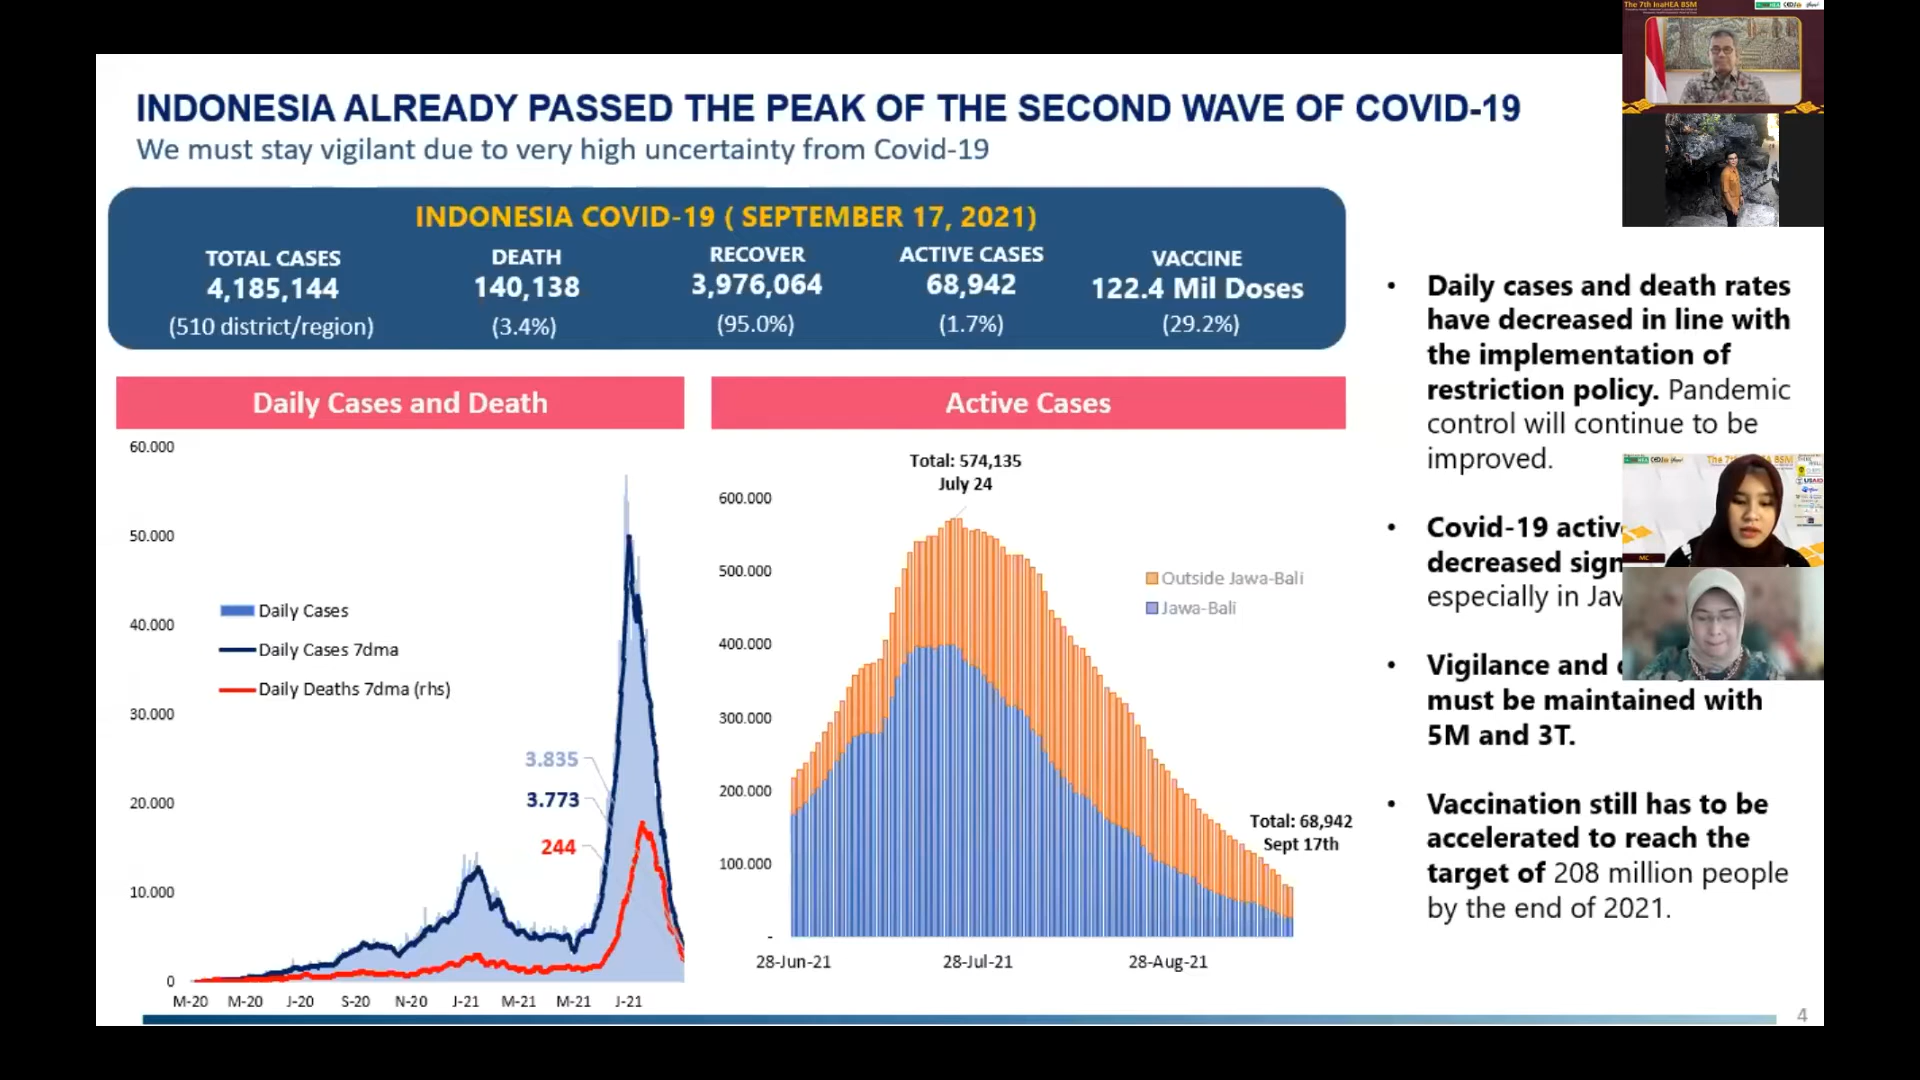 The 7th InaHEA BSM
INDONESIA ALREADY PASSED THE PEAK OF THE SECOND WAVE OF COVID-19
We must stay vigilant due to very high uncertainty from Covid-19
INDONESIA COVID-19 ( SEPTEMBER 17, 2021)
TOTAL CASES
4,185,144
(510 district/region)
DEATH
140,138
(3.4%)
RECOVER
3,976,064
(95.0%)
ACTIVE CASES
68,942
(1.7%)
VACCINE
122.4 Mil Doses
(29.2%)
Daily Cases and Death
60.000
50.000
40.000
30.000
20.000
10.000
0
Daily Cases
Daily Cases 7dma
Daily Deaths 7dma (rhs)
3.835
3.773
244
M-20 M-20 J-20 S-20 N-20 J-21 M-21 M-21 J-21
Active Cases
Total: 574,135
July 24
600.000
500.000
400.000
300.000
200.000
100.000
-
Outside Jawa-Bali
Jawa-Bali
Total: 68,942
Sept 17th
28-Jun-21 28-Jul-21 28-Aug-21
• Daily cases and death rates
have decreased in line with
the implementation of
restriction policy. Pandemic
control will continue to be
improved.
• Covid-19 activ
decreased sign
especially in Jav
• Vigilance and
must be maintained with
5M and 3T.
• Vaccination still has to be
accelerated to reach the
target of 208 million people
by the end of 2021.
The 7th BSM
USAID
MC
4